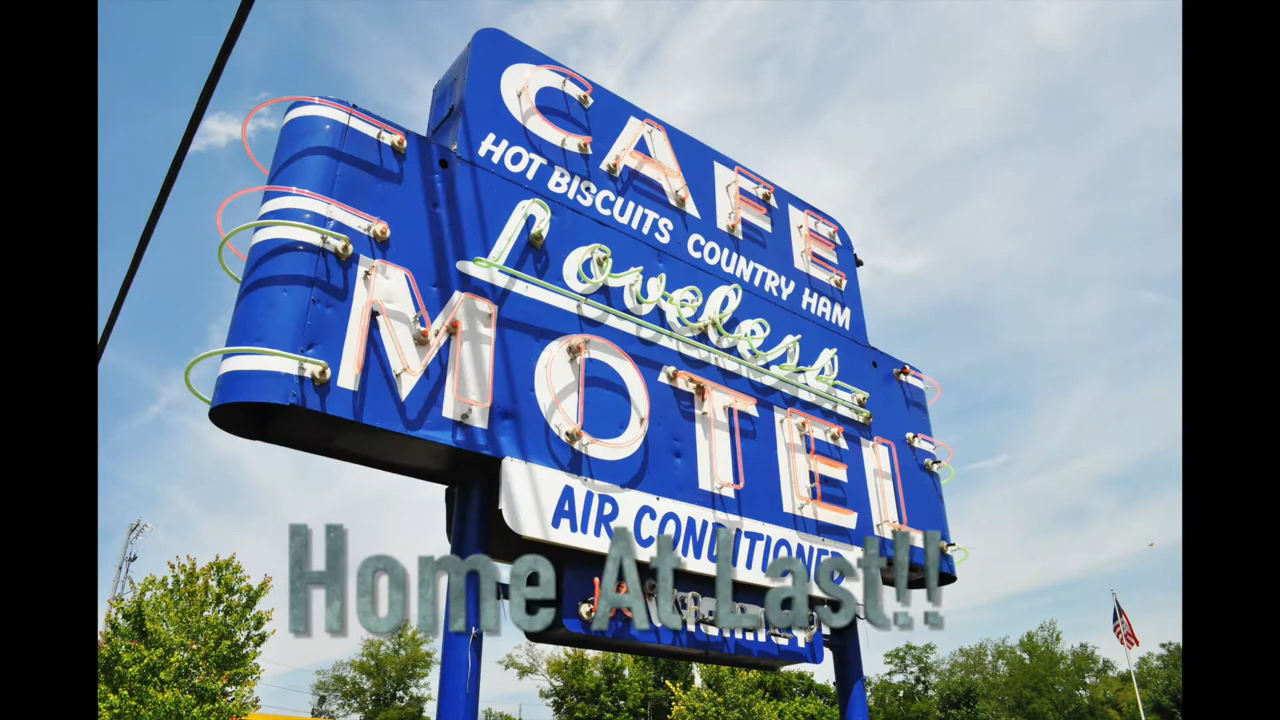 CAFE
HOT BISCUITS COUNTRY HAM
Loveless
MOTEL
AIR CONDITIONED
Home At Last!!